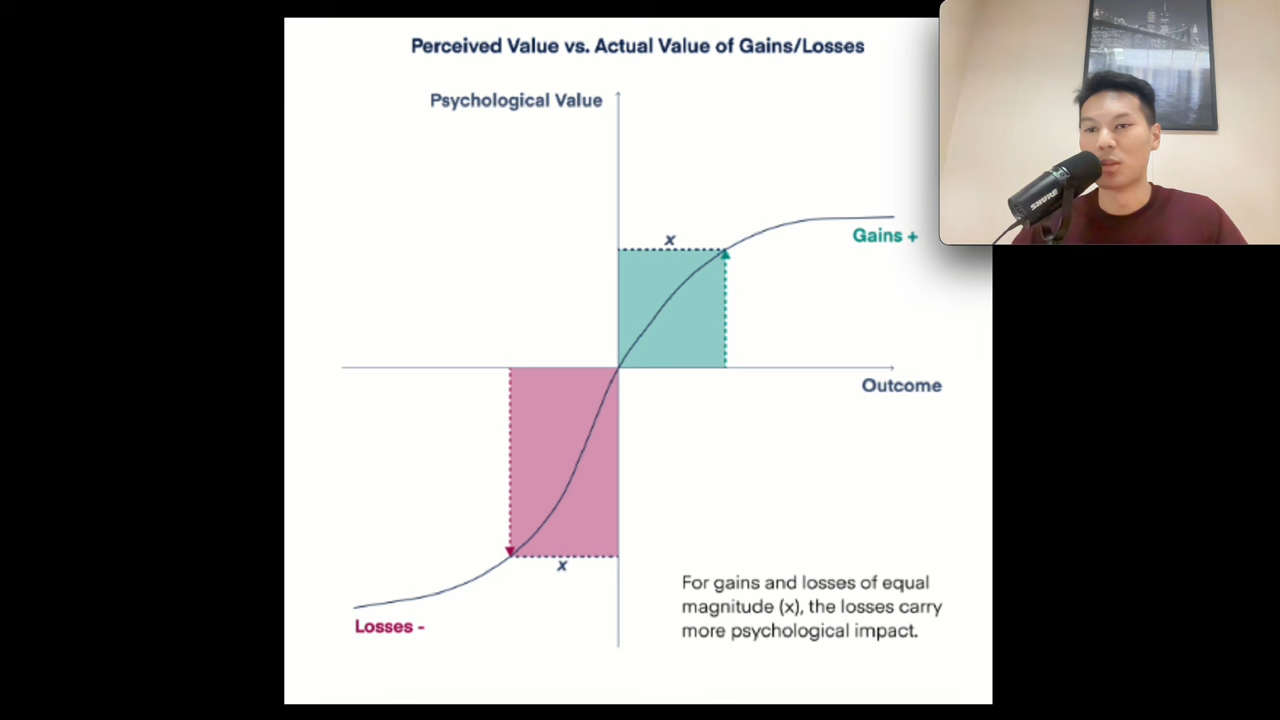 Perceived Value vs. Actual Value of Gains/Losses
Psychological Value
SHURE
x
Gains +
Outcome
x
For gains and losses of equal
magnitude (x), the losses carry
more psychological impact.
Losses -